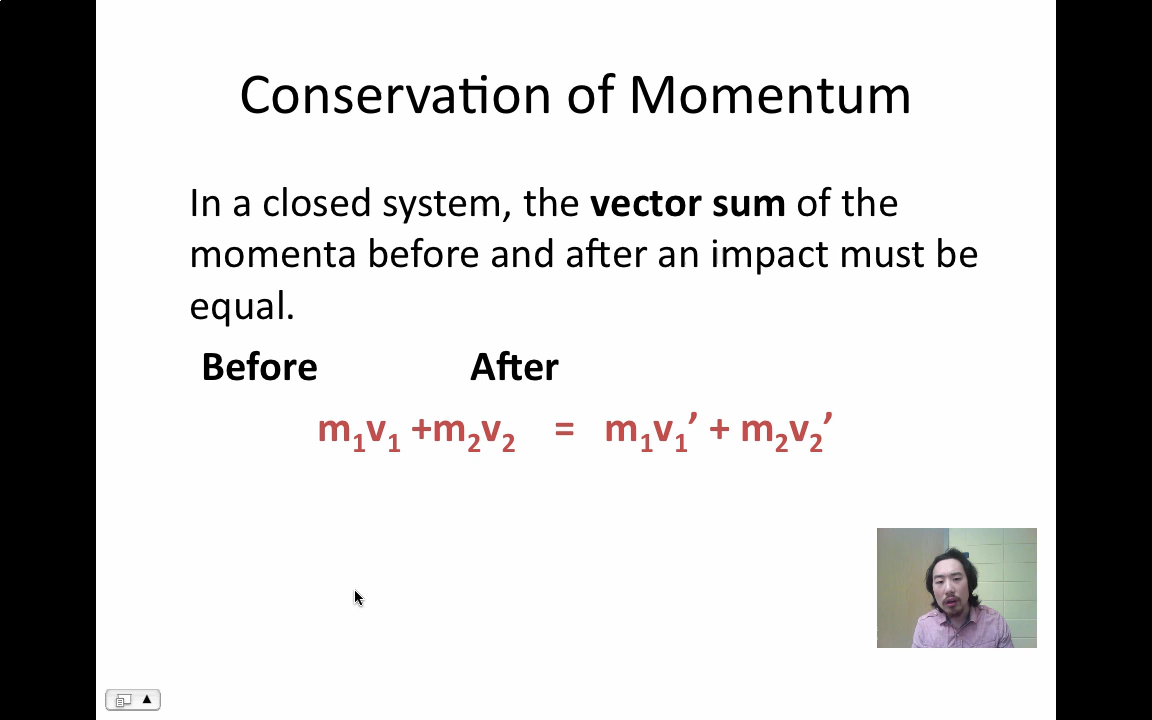 Conservation of Momentum
In a closed system, the vector sum of the
momenta before and after an impact must be
equal.
Before After
m₁v₁ +m₂v₂ = m₁v₁’ + m₂v₂’